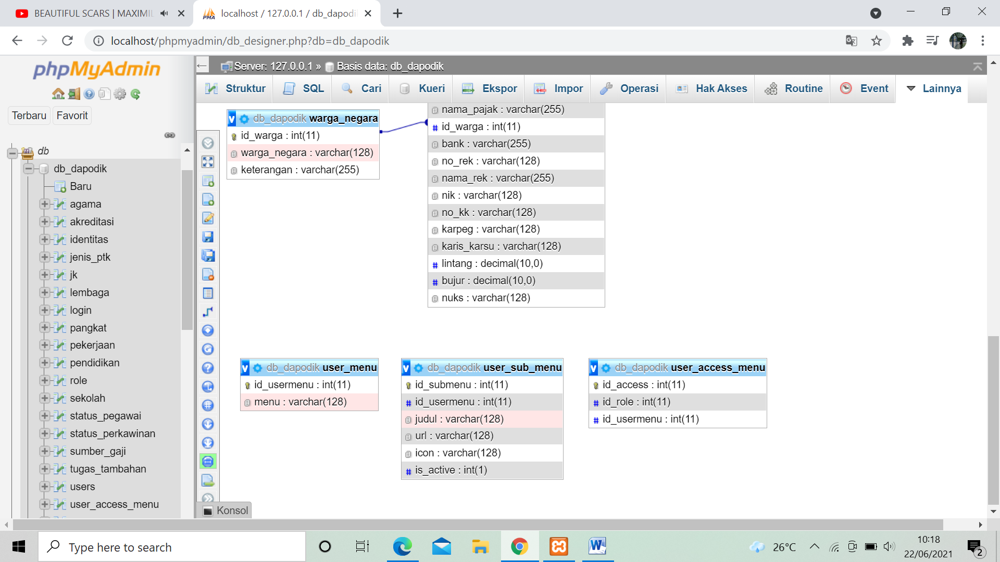 BEAUTIFUL SCARS | MAXIMIL
localhost / 127.0.0.1 / db_dapodi
localhost/phpmyadmin/db_designer.php?db=db_dapodik
phpMyAdmin
Terbaru
Favorit
db
db_dapodik
Baru
agama
akreditasi
identitas
jenis_ptk
jk
lembaga
login
pangkat
pekerjaan
pendidikan
role
sekolah
status_pegawai
status_perkawinan
sumber_gaji
tugas_tambahan
users
user_access_menu
Server: 127.0.0.1 » Basis data: db_dapodik
Struktur
SQL
Cari
Kueri
Ekspor
Impor
Operasi
Hak Akses
Routine
Event
Lainnya
v db_dapodik warga_negara
id_warga : int(11)
warga_negara : varchar(128)
keterangan : varchar(255)
nama_pajak : varchar(255)
# id_warga : int(11)
bank : varchar(255)
no_rek : varchar(128)
nama_rek : varchar(255)
nik : varchar(128)
no_kk : varchar(128)
karpeg : varchar(128)
karis_karsu : varchar(128)
# lintang : decimal(10,0)
# bujur : decimal(10,0)
nuks : varchar(128)
v db_dapodik user_menu
id_usermenu : int(11)
menu : varchar(128)
v db_dapodik user_sub_menu
id_submenu : int(11)
# id_usermenu : int(11)
judul : varchar(128)
url : varchar(128)
icon : varchar(128)
# is_active : int(1)
v db_dapodik user_access_menu
id_access : int(11)
# id_role : int(11)
# id_usermenu : int(11)
Konsol
Type here to search
26°C
10:18
22/06/2021
2